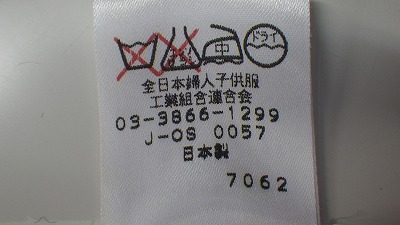 中 ドライ
全日本婦人子供服
工業組合連合会
03-3866-1299
J-OS 0057
日本製
7062